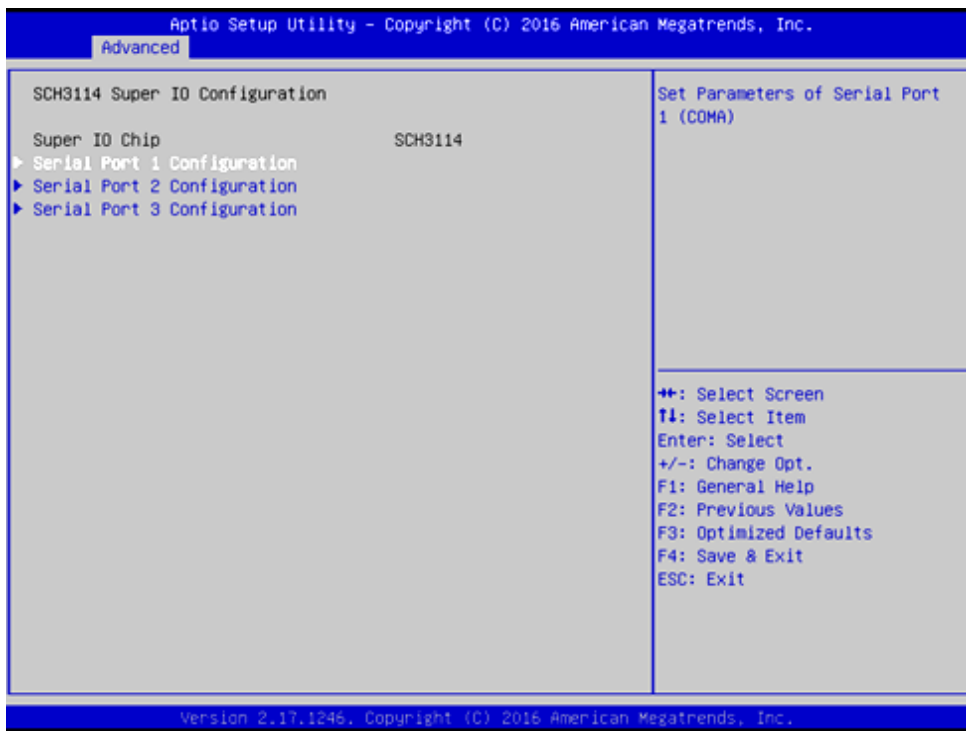 Aptio Setup Utility – Copyright (C) 2016 American Megatrends, Inc.
Advanced
SCH3114 Super IO Configuration
Super IO Chip SCH3114
Serial Port 1 Configuration
Serial Port 2 Configuration
Serial Port 3 Configuration
Set Parameters of Serial Port
1 (COMA)
→←: Select Screen
↑↓: Select Item
Enter: Select
+/-: Change Opt.
F1: General Help
F2: Previous Values
F3: Optimized Defaults
F4: Save & Exit
ESC: Exit
Version 2.17.1246. Copyright (C) 2016 American Megatrends, Inc.